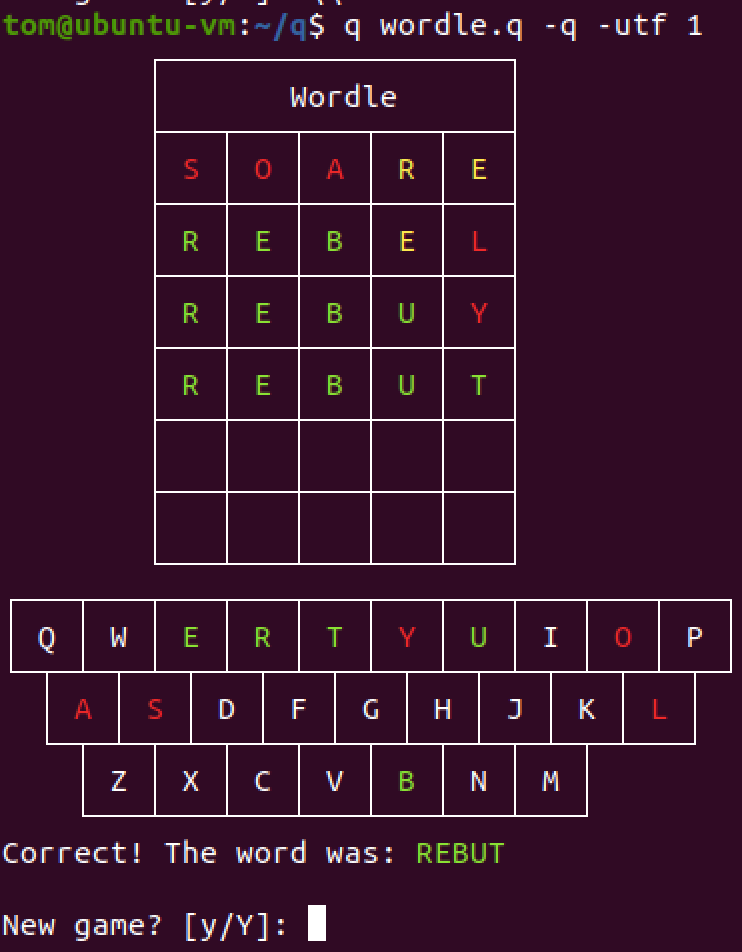 tom@ubuntu-vm:~/q$ q wordle.q -q -utf 1
Wordle
S O A R E
R E B E L
R E B U Y
R E B U T
Q W E R T Y U I O P
A S D F G H J K L
Z X C V B N M
Correct! The word was: REBUT
New game? [y/Y]: